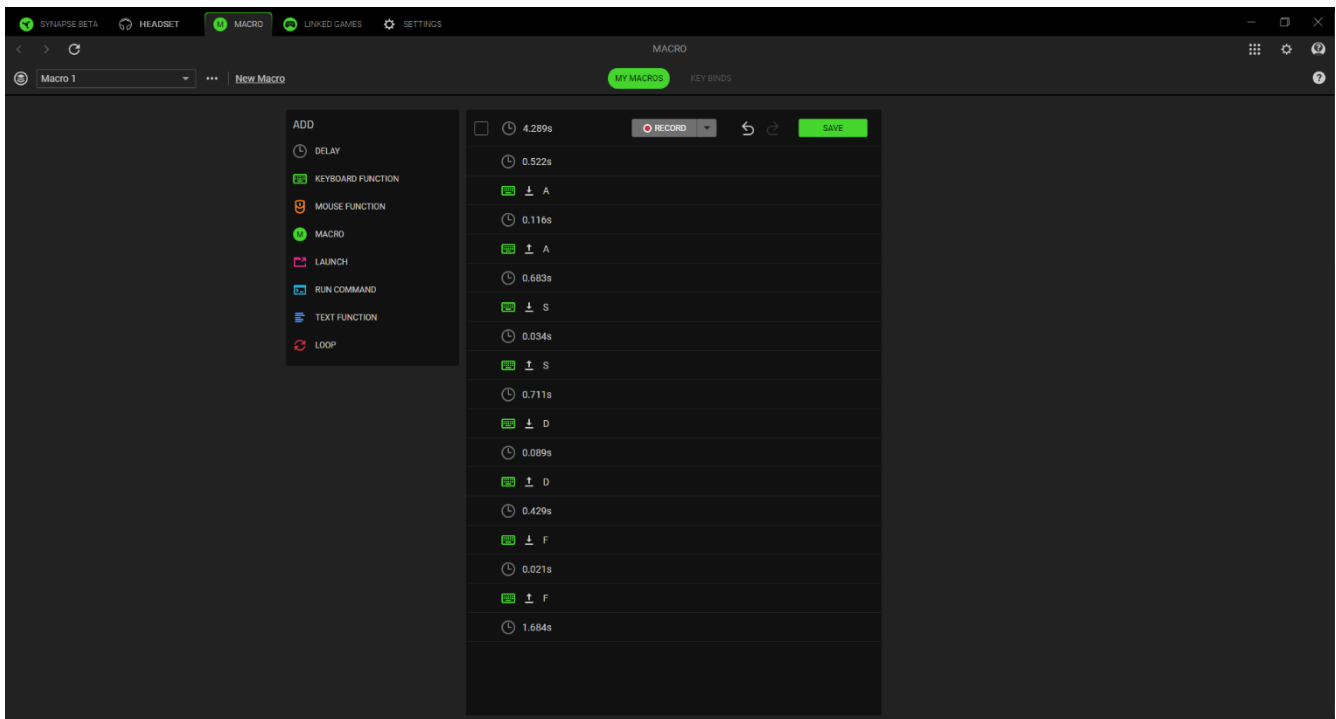 SYNAPSE BETA HEADSET M MACRO LINKED GAMES SETTINGS
MACRO
Macro 1 New Macro MY MACROS KEY BINDS ?
ADD
DELAY
KEYBOARD FUNCTION
MOUSE FUNCTION
M MACRO
LAUNCH
RUN COMMAND
TEXT FUNCTION
LOOP
4.289s RECORD SAVE
0.522s
A
0.116s
A
0.683s
S
0.034s
S
0.711s
D
0.089s
D
0.429s
F
0.021s
F
1.684s